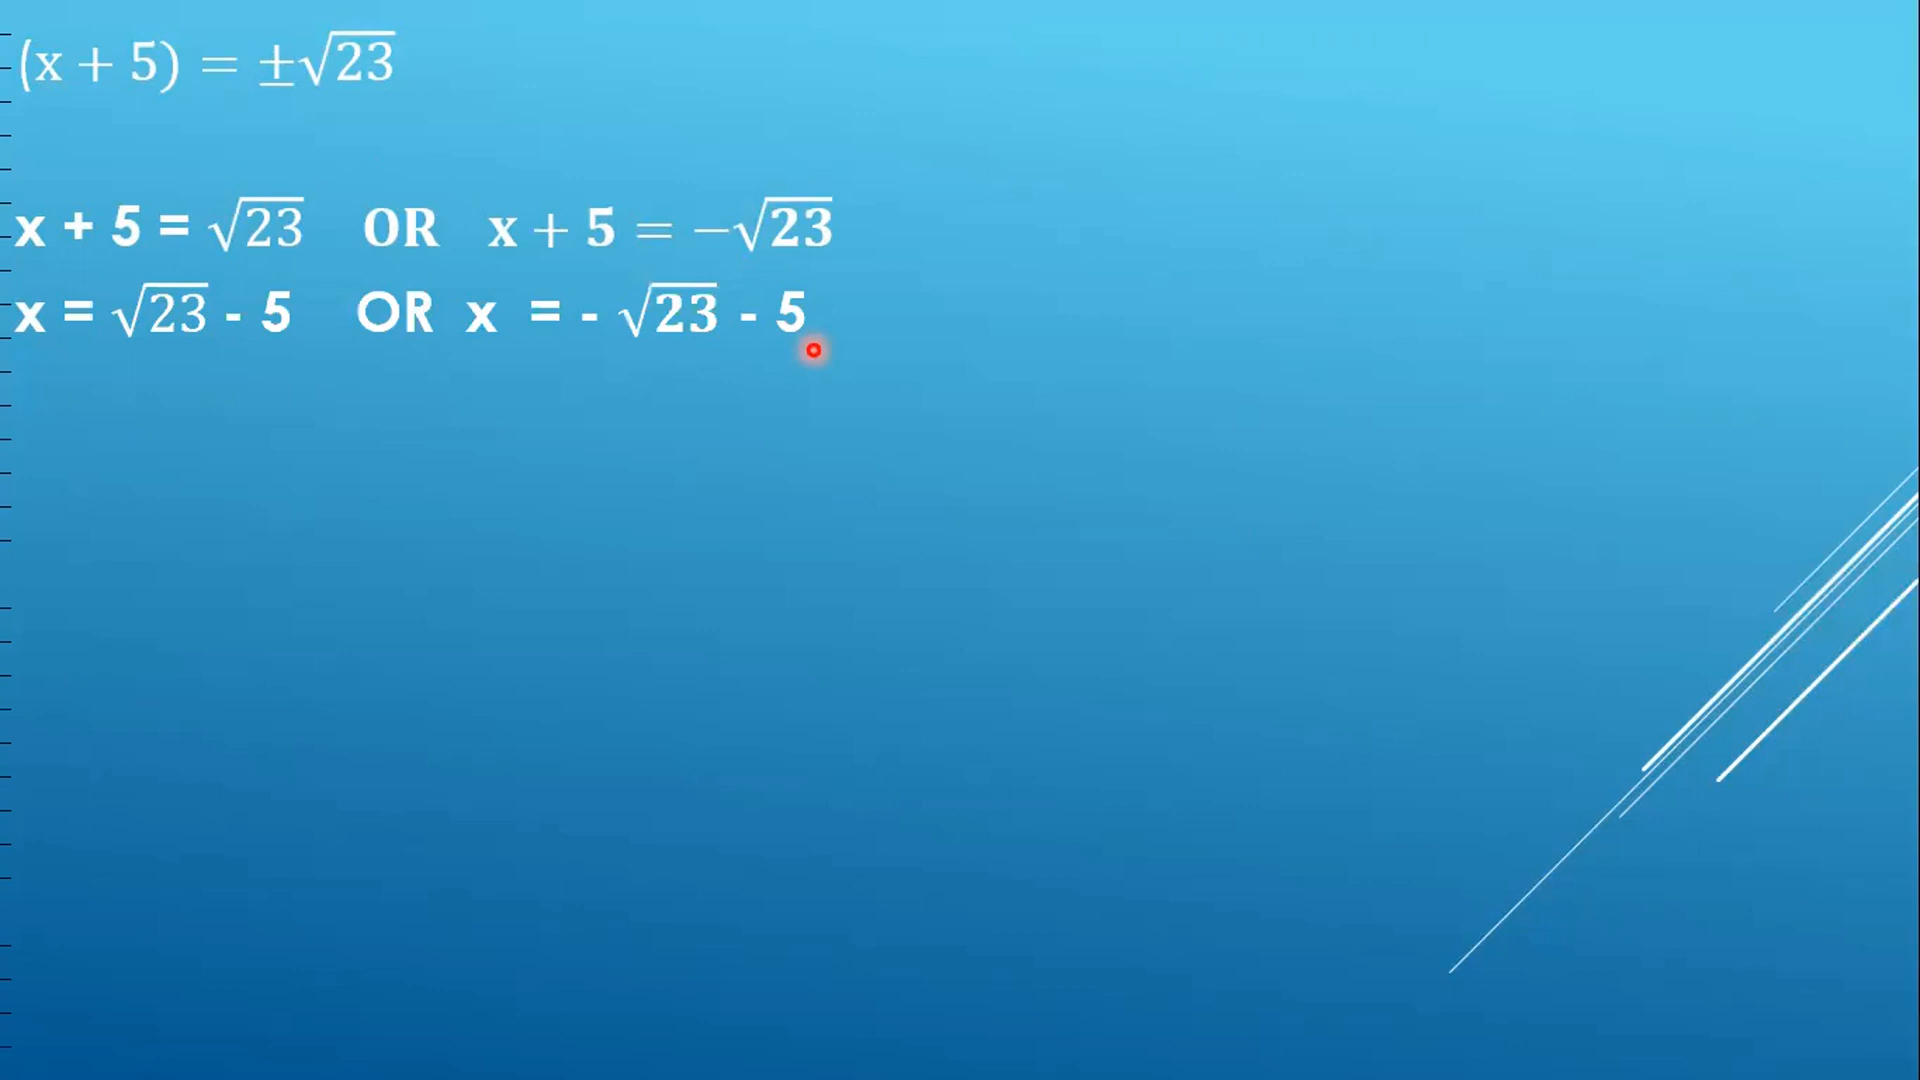 (x + 5) = ±√23
x + 5 = √23 OR x + 5 = −√23
x = √23 - 5 OR x = - √23 - 5